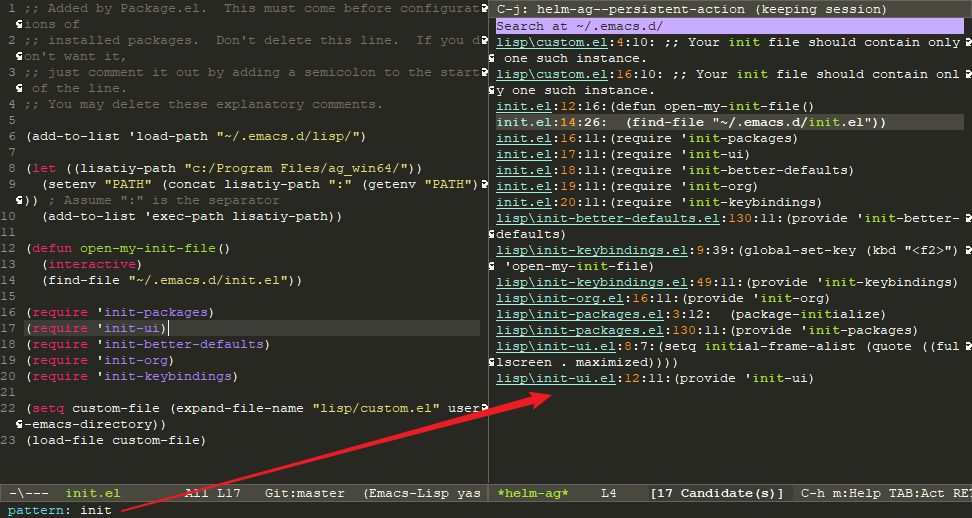 1 ;; Added by Package.el.  This must come before configurat
ions of
2 ;; installed packages.  Don't delete this line.  If you d
on't want it,
3 ;; just comment it out by adding a semicolon to the start
 of the line.
4 ;; You may delete these explanatory comments.
5
6 (add-to-list 'load-path "~/.emacs.d/lisp/")
7
8 (let ((lisatiy-path "c:/Program Files/ag_win64/"))
9   (setenv "PATH" (concat lisatiy-path ":" (getenv "PATH")
)) ; Assume ":" is the separator
10   (add-to-list 'exec-path lisatiy-path))
11
12 (defun open-my-init-file()
13   (interactive)
14   (find-file "~/.emacs.d/init.el"))
15
16 (require 'init-packages)
17 (require 'init-ui)
18 (require 'init-better-defaults)
19 (require 'init-org)
20 (require 'init-keybindings)
21
22 (setq custom-file (expand-file-name "lisp/custom.el" user
-emacs-directory))
23 (load-file custom-file)
-\---  init.el        All L17   Git:master  (Emacs-Lisp yas
pattern: init
C-j: helm-ag--persistent-action (keeping session)
Search at ~/.emacs.d/
lisp\custom.el:4:10: ;; Your init file should contain only
 one such instance.
lisp\custom.el:16:10: ;; Your init file should contain onl
y one such instance.
init.el:12:16:(defun open-my-init-file()
init.el:14:26:  (find-file "~/.emacs.d/init.el"))
init.el:16:11:(require 'init-packages)
init.el:17:11:(require 'init-ui)
init.el:18:11:(require 'init-better-defaults)
init.el:19:11:(require 'init-org)
init.el:20:11:(require 'init-keybindings)
lisp\init-better-defaults.el:130:11:(provide 'init-better-
defaults)
lisp\init-keybindings.el:9:39:(global-set-key (kbd "<f2>")
 'open-my-init-file)
lisp\init-keybindings.el:49:11:(provide 'init-keybindings)
lisp\init-org.el:16:11:(provide 'init-org)
lisp\init-packages.el:3:12:  (package-initialize)
lisp\init-packages.el:130:11:(provide 'init-packages)
lisp\init-ui.el:8:7:(setq initial-frame-alist (quote ((ful
lscreen . maximized))))
lisp\init-ui.el:12:11:(provide 'init-ui)
*helm-ag*    L4    [17 Candidate(s)]  C-h m:Help TAB:Act RET